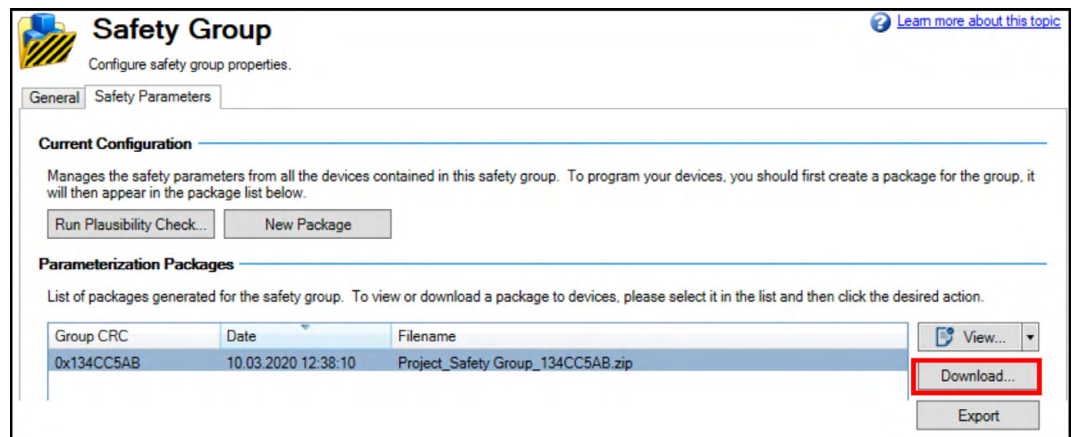 Safety Group
Learn more about this topic
Configure safety group properties.
General Safety Parameters
Current Configuration
Manages the safety parameters from all the devices contained in this safety group. To program your devices, you should first create a package for the group, it
will then appear in the package list below.
Run Plausibility Check... New Package
Parameterization Packages
List of packages generated for the safety group. To view or download a package to devices, please select it in the list and then click the desired action.
Group CRC Date Filename View...
0x134CC5AB 10.03.2020 12:38:10 Project_Safety Group_134CC5AB.zip
Download...
Export